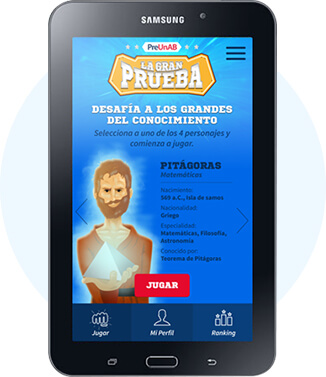 SAMSUNG
PreUnAB
LA GRAN
PRUEBA
DESAFÍA A LOS GRANDES
DEL CONOCIMIENTO
Selecciona a uno de los 4 personajes y
comienza a jugar.
PITÁGORAS
Matemáticas
Nacimiento:
569 a.C., Isla de samos
Nacionalidad:
Griego
Especialidad:
Matemáticas, Filosofía,
Astronomía
Conocido por:
Teorema de Pitágoras
JUGAR
Jugar
Mi Perfil
Ranking